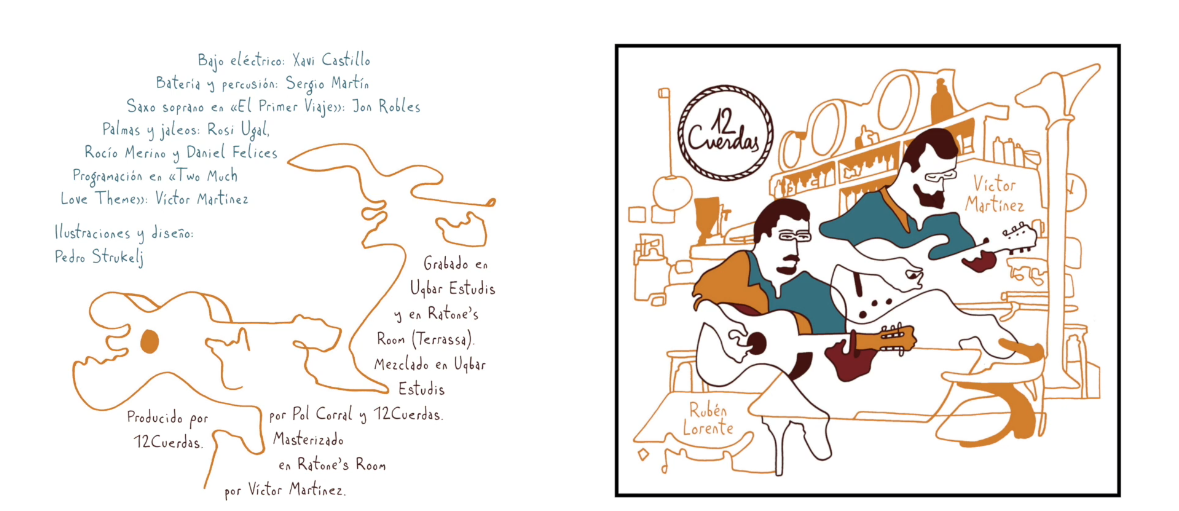 Bajo eléctrico: Xavi Castillo
Batería y percusión: Sergio Martín
Saxo soprano en «El Primer Viaje»: Jon Robles
Palmas y jaleos: Rosi Ugal,
Rocío Merino y Daniel Felices
Programación en «Two Much
Love Theme»: Víctor Martínez
Ilustraciones y diseño:
Pedro Strukelj
Grabado en
Uqbar Estudis
y en Ratone's
Room (Terrassa).
Mezclado en Uqbar
Estudis
por Pol Corral y 12Cuerdas.
Masterizado
en Ratone's Room
por Víctor Martínez.
Producido por
12Cuerdas.
12
Cuerdas
Víctor
Martínez
Rubén
Lorente